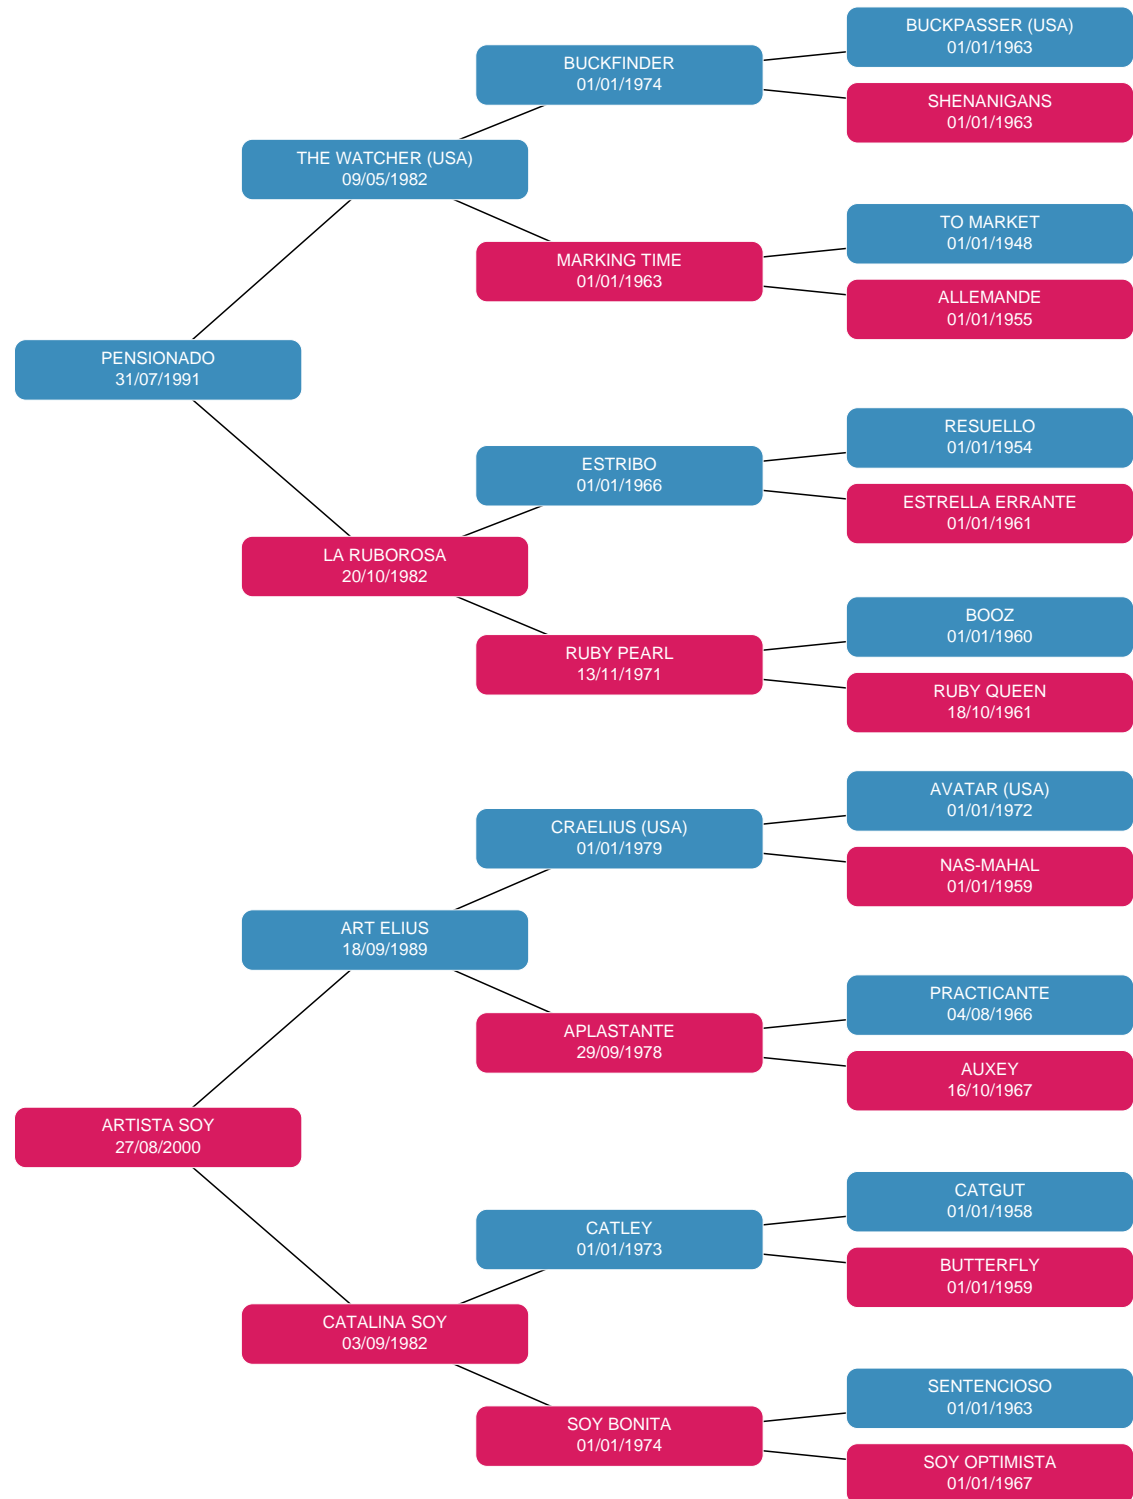 BUCKPASSER (USA)
01/01/1963
BUCKFINDER
01/01/1974
SHENANIGANS
01/01/1963
THE WATCHER (USA)
09/05/1982
TO MARKET
01/01/1948
MARKING TIME
01/01/1963
ALLEMANDE
01/01/1955
PENSIONADO
31/07/1991
RESUELLO
01/01/1954
ESTRIBO
01/01/1966
ESTRELLA ERRANTE
01/01/1961
LA RUBOROSA
20/10/1982
BOOZ
01/01/1960
RUBY PEARL
13/11/1971
RUBY QUEEN
18/10/1961
AVATAR (USA)
01/01/1972
CRAELIUS (USA)
01/01/1979
NAS-MAHAL
01/01/1959
ART ELIUS
18/09/1989
PRACTICANTE
04/08/1966
APLASTANTE
29/09/1978
AUXEY
16/10/1967
ARTISTA SOY
27/08/2000
CATGUT
01/01/1958
CATLEY
01/01/1973
BUTTERFLY
01/01/1959
CATALINA SOY
03/09/1982
SENTENCIOSO
01/01/1963
SOY BONITA
01/01/1974
SOY OPTIMISTA
01/01/1967